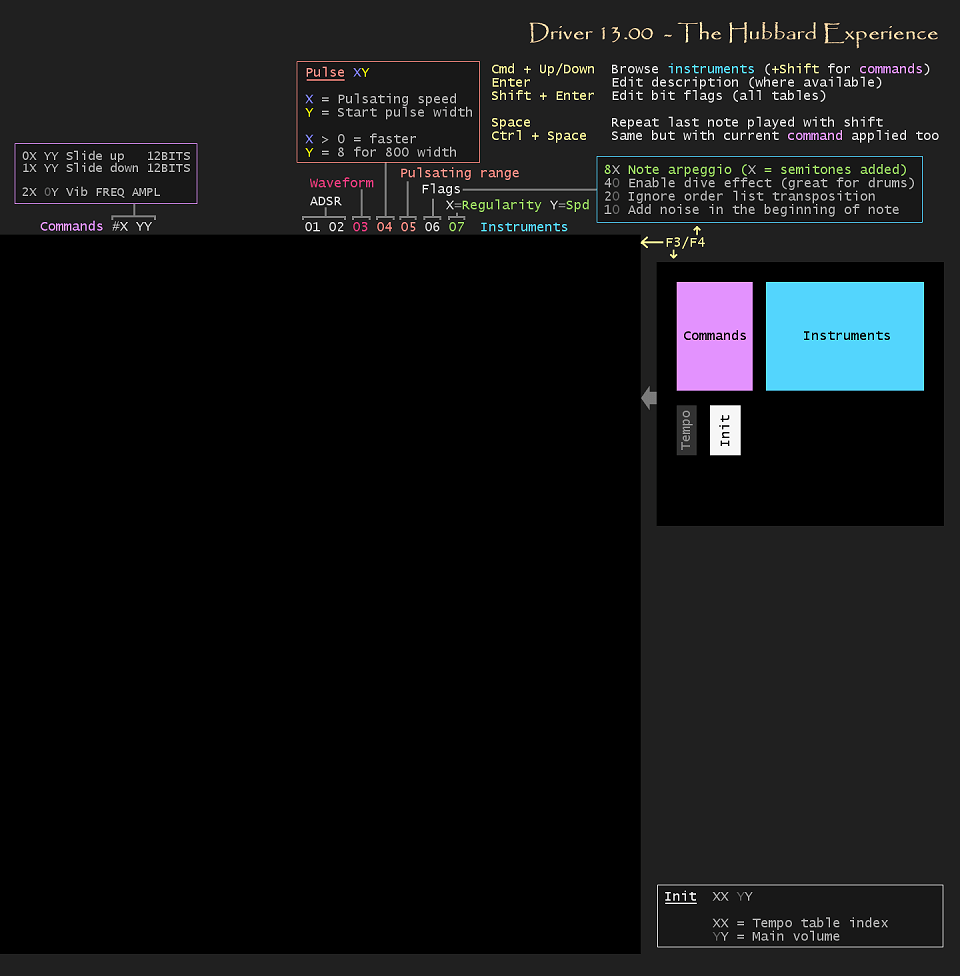 Driver 13.00 - The Hubbard Experience
Pulse XY
X = Pulsating speed
Y = Start pulse width
X > 0 = faster
Y = 8 for 800 width
Cmd + Up/Down Browse instruments (+Shift for commands)
Enter Edit description (where available)
Shift + Enter Edit bit flags (all tables)
Space Repeat last note played with shift
Ctrl + Space Same but with current command applied too
0X YY Slide up 12BITS
1X YY Slide down 12BITS
2X 0Y Vib FREQ AMPL
Commands #X YY
Waveform
ADSR
Pulsating range
Flags
X=Regularity Y=Spd
01 02 03 04 05 06 07 Instruments
8X Note arpeggio (X = semitones added)
40 Enable dive effect (great for drums)
20 Ignore order list transposition
10 Add noise in the beginning of note
F3/F4
Commands
Instruments
Tempo
Init
Init XX YY
XX = Tempo table index
YY = Main volume